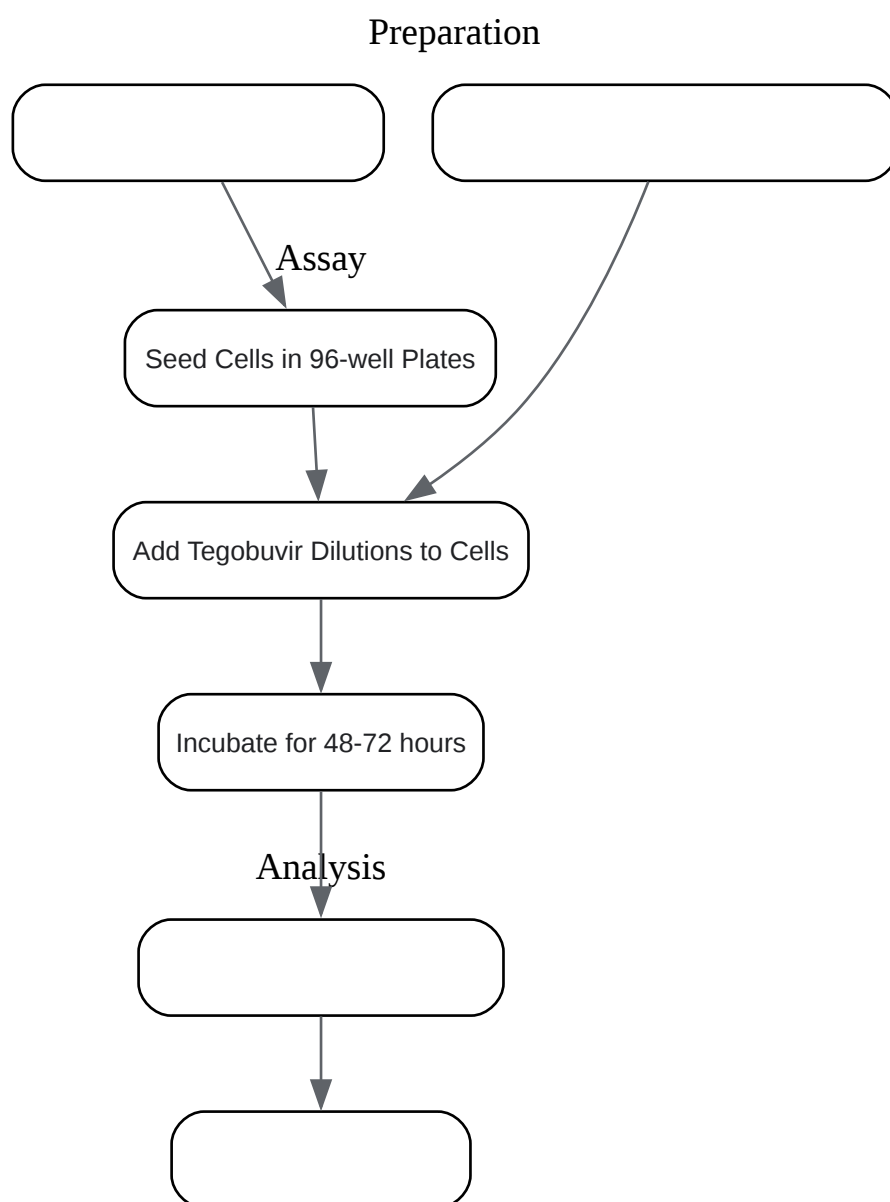 Preparation
Assay
Seed Cells in 96-well Plates
Add Tegobuvir Dilutions to Cells
Incubate for 48-72 hours
Analysis